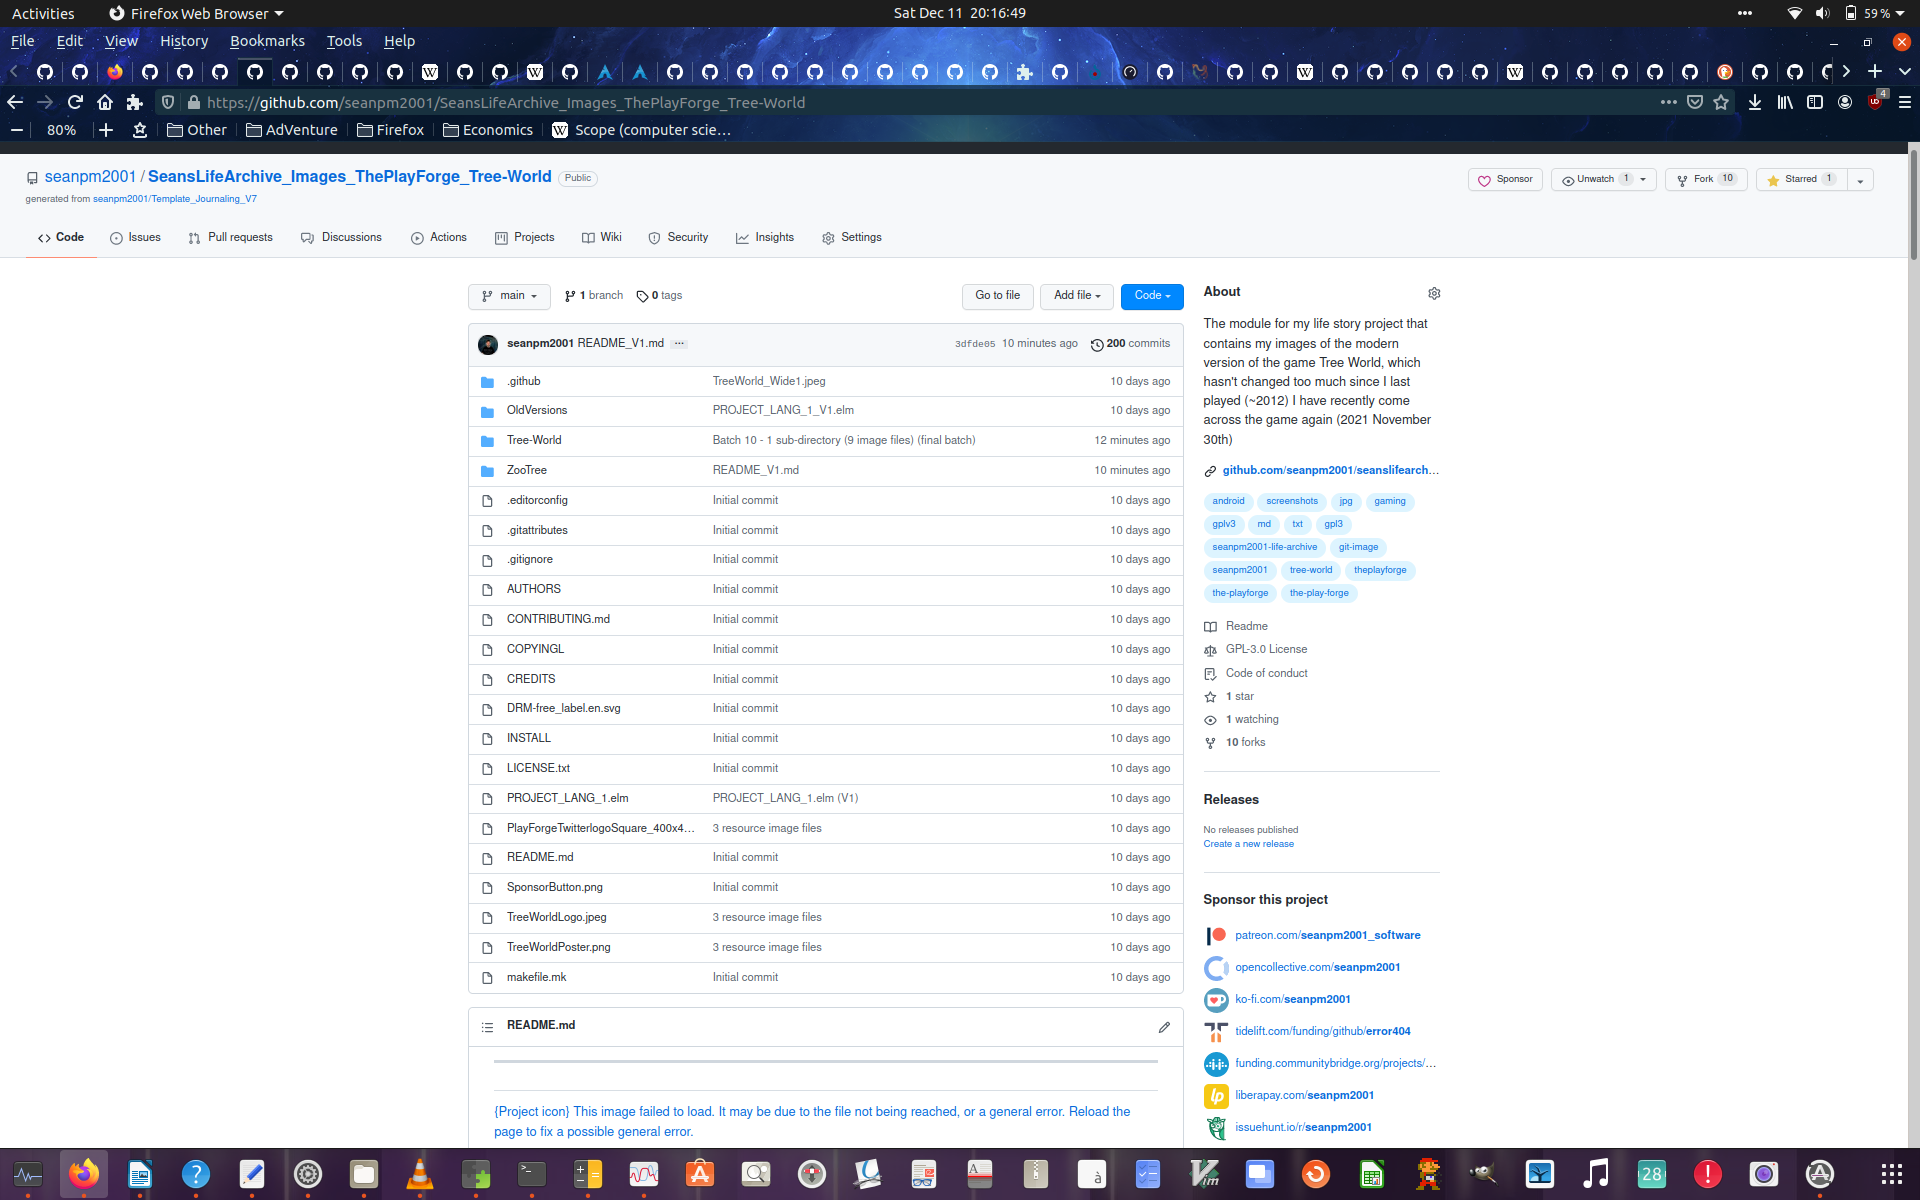 Activities Firefox Web Browser Sat Dec 11 20:16:49 59 %
File Edit View History Bookmarks Tools Help
https://github.com/seanpm2001/SeansLifeArchive_Images_ThePlayForge_Tree-World 4
80% Other AdVenture Firefox Economics Scope (computer scie…
seanpm2001 / SeansLifeArchive_Images_ThePlayForge_Tree-World Public Sponsor Unwatch 1 Fork 10 Starred 1
generated from seanpm2001/Template_Journaling_V7
Code Issues Pull requests Discussions Actions Projects Wiki Security Insights Settings
main 1 branch 0 tags Go to file Add file Code
seanpm2001 README_V1.md ... 3dfde05 10 minutes ago 200 commits
.github TreeWorld_Wide1.jpeg 10 days ago
OldVersions PROJECT_LANG_1_V1.elm 10 days ago
Tree-World Batch 10 - 1 sub-directory (9 image files) (final batch) 12 minutes ago
ZooTree README_V1.md 10 minutes ago
.editorconfig Initial commit 10 days ago
.gitattributes Initial commit 10 days ago
.gitignore Initial commit 10 days ago
AUTHORS Initial commit 10 days ago
CONTRIBUTING.md Initial commit 10 days ago
COPYINGL Initial commit 10 days ago
CREDITS Initial commit 10 days ago
DRM-free_label.en.svg Initial commit 10 days ago
INSTALL Initial commit 10 days ago
LICENSE.txt Initial commit 10 days ago
PROJECT_LANG_1.elm PROJECT_LANG_1.elm (V1) 10 days ago
PlayForgeTwitterlogoSquare_400x4… 3 resource image files 10 days ago
README.md Initial commit 10 days ago
SponsorButton.png Initial commit 10 days ago
TreeWorldLogo.jpeg 3 resource image files 10 days ago
TreeWorldPoster.png 3 resource image files 10 days ago
makefile.mk Initial commit 10 days ago
README.md
{Project icon} This image failed to load. It may be due to the file not being reached, or a general error. Reload the
page to fix a possible general error.
About
The module for my life story project that
contains my images of the modern
version of the game Tree World, which
hasn't changed too much since I last
played (~2012) I have recently come
across the game again (2021 November
30th)
github.com/seanpm2001/seanslifearch…
android screenshots jpg gaming
gplv3 md txt gpl3
seanpm2001-life-archive git-image
seanpm2001 tree-world theplayforge
the-playforge the-play-forge
Readme
GPL-3.0 License
Code of conduct
1 star
1 watching
10 forks
Releases
No releases published
Create a new release
Sponsor this project
patreon.com/seanpm2001_software
opencollective.com/seanpm2001
ko-fi.com/seanpm2001
tidelift.com/funding/github/error404
funding.communitybridge.org/projects/…
liberapay.com/seanpm2001
issuehunt.io/r/seanpm2001
28